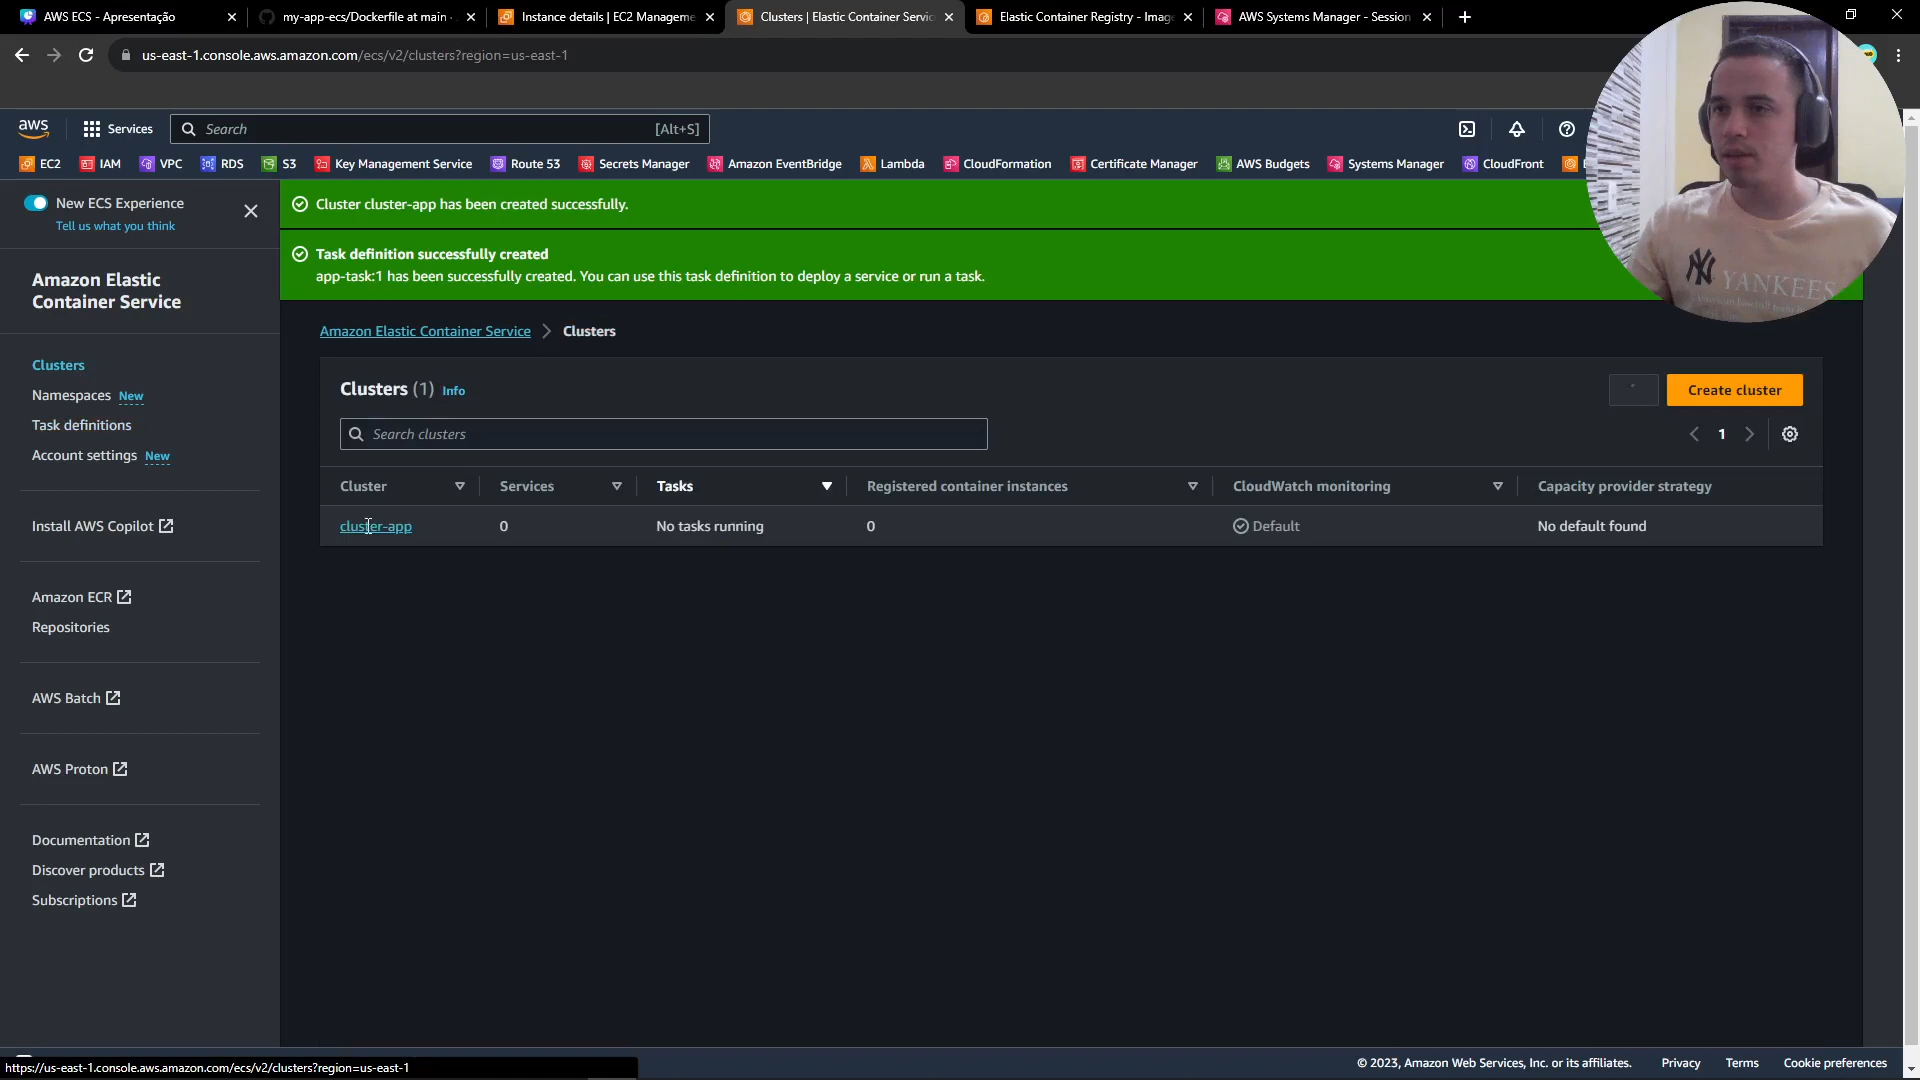 AWS ECS - Apresentação
my-app-ecs/Dockerfile at main
Instance details | EC2 Manageme
Clusters | Elastic Container Servic
Elastic Container Registry - Imag
AWS Systems Manager - Session
us-east-1.console.aws.amazon.com/ecs/v2/clusters?region=us-east-1
aws
Services
Search
[Alt+S]
EC2
IAM
VPC
RDS
S3
Key Management Service
Route 53
Secrets Manager
Amazon EventBridge
Lambda
CloudFormation
Certificate Manager
AWS Budgets
Systems Manager
CloudFront
New ECS Experience
Tell us what you think
Amazon Elastic
Container Service
Clusters
Namespaces New
Task definitions
Account settings New
Install AWS Copilot
Amazon ECR
Repositories
AWS Batch
AWS Proton
Documentation
Discover products
Subscriptions
Cluster cluster-app has been created successfully.
Task definition successfully created
app-task:1 has been successfully created. You can use this task definition to deploy a service or run a task.
Amazon Elastic Container Service > Clusters
Clusters (1) Info
Create cluster
Search clusters
1
Cluster Services Tasks Registered container instances CloudWatch monitoring Capacity provider strategy
cluster-app 0 No tasks running 0 Default No default found
NY YANKEES
https://us-east-1.console.aws.amazon.com/ecs/v2/clusters?region=us-east-1
© 2023, Amazon Web Services, Inc. or its affiliates.
Privacy
Terms
Cookie preferences